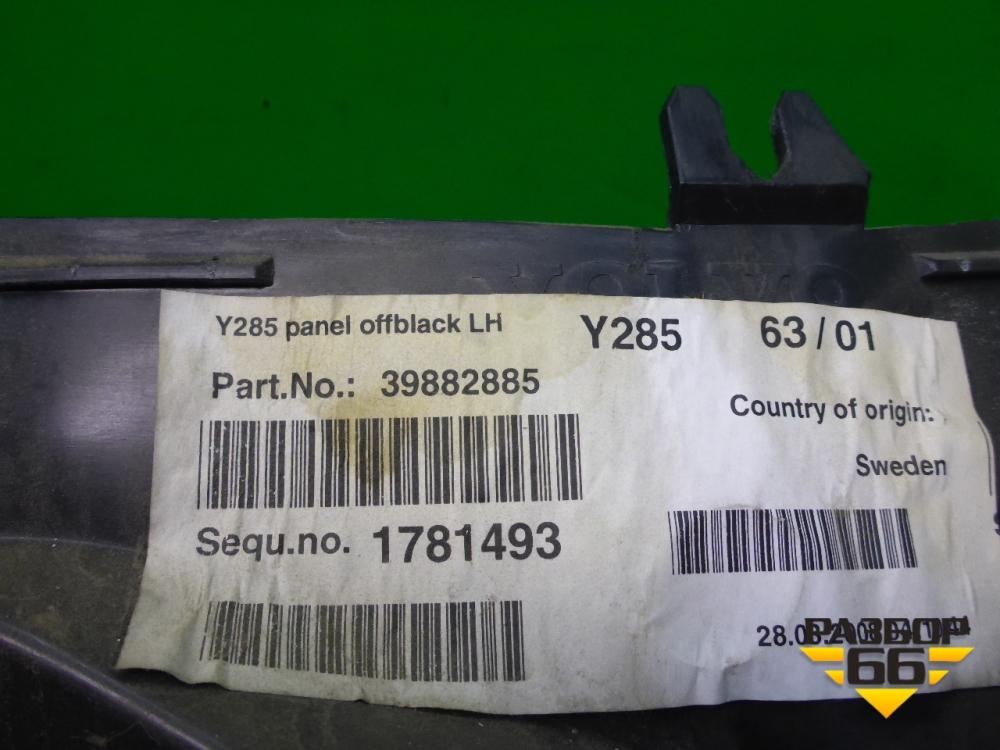 VOLVO
Y285 panel offblack LH
Y285
63/01
Part.No.: 39882885
Country of origin:
Sweden
Sequ.no. 1781493
РАЗБОР
66